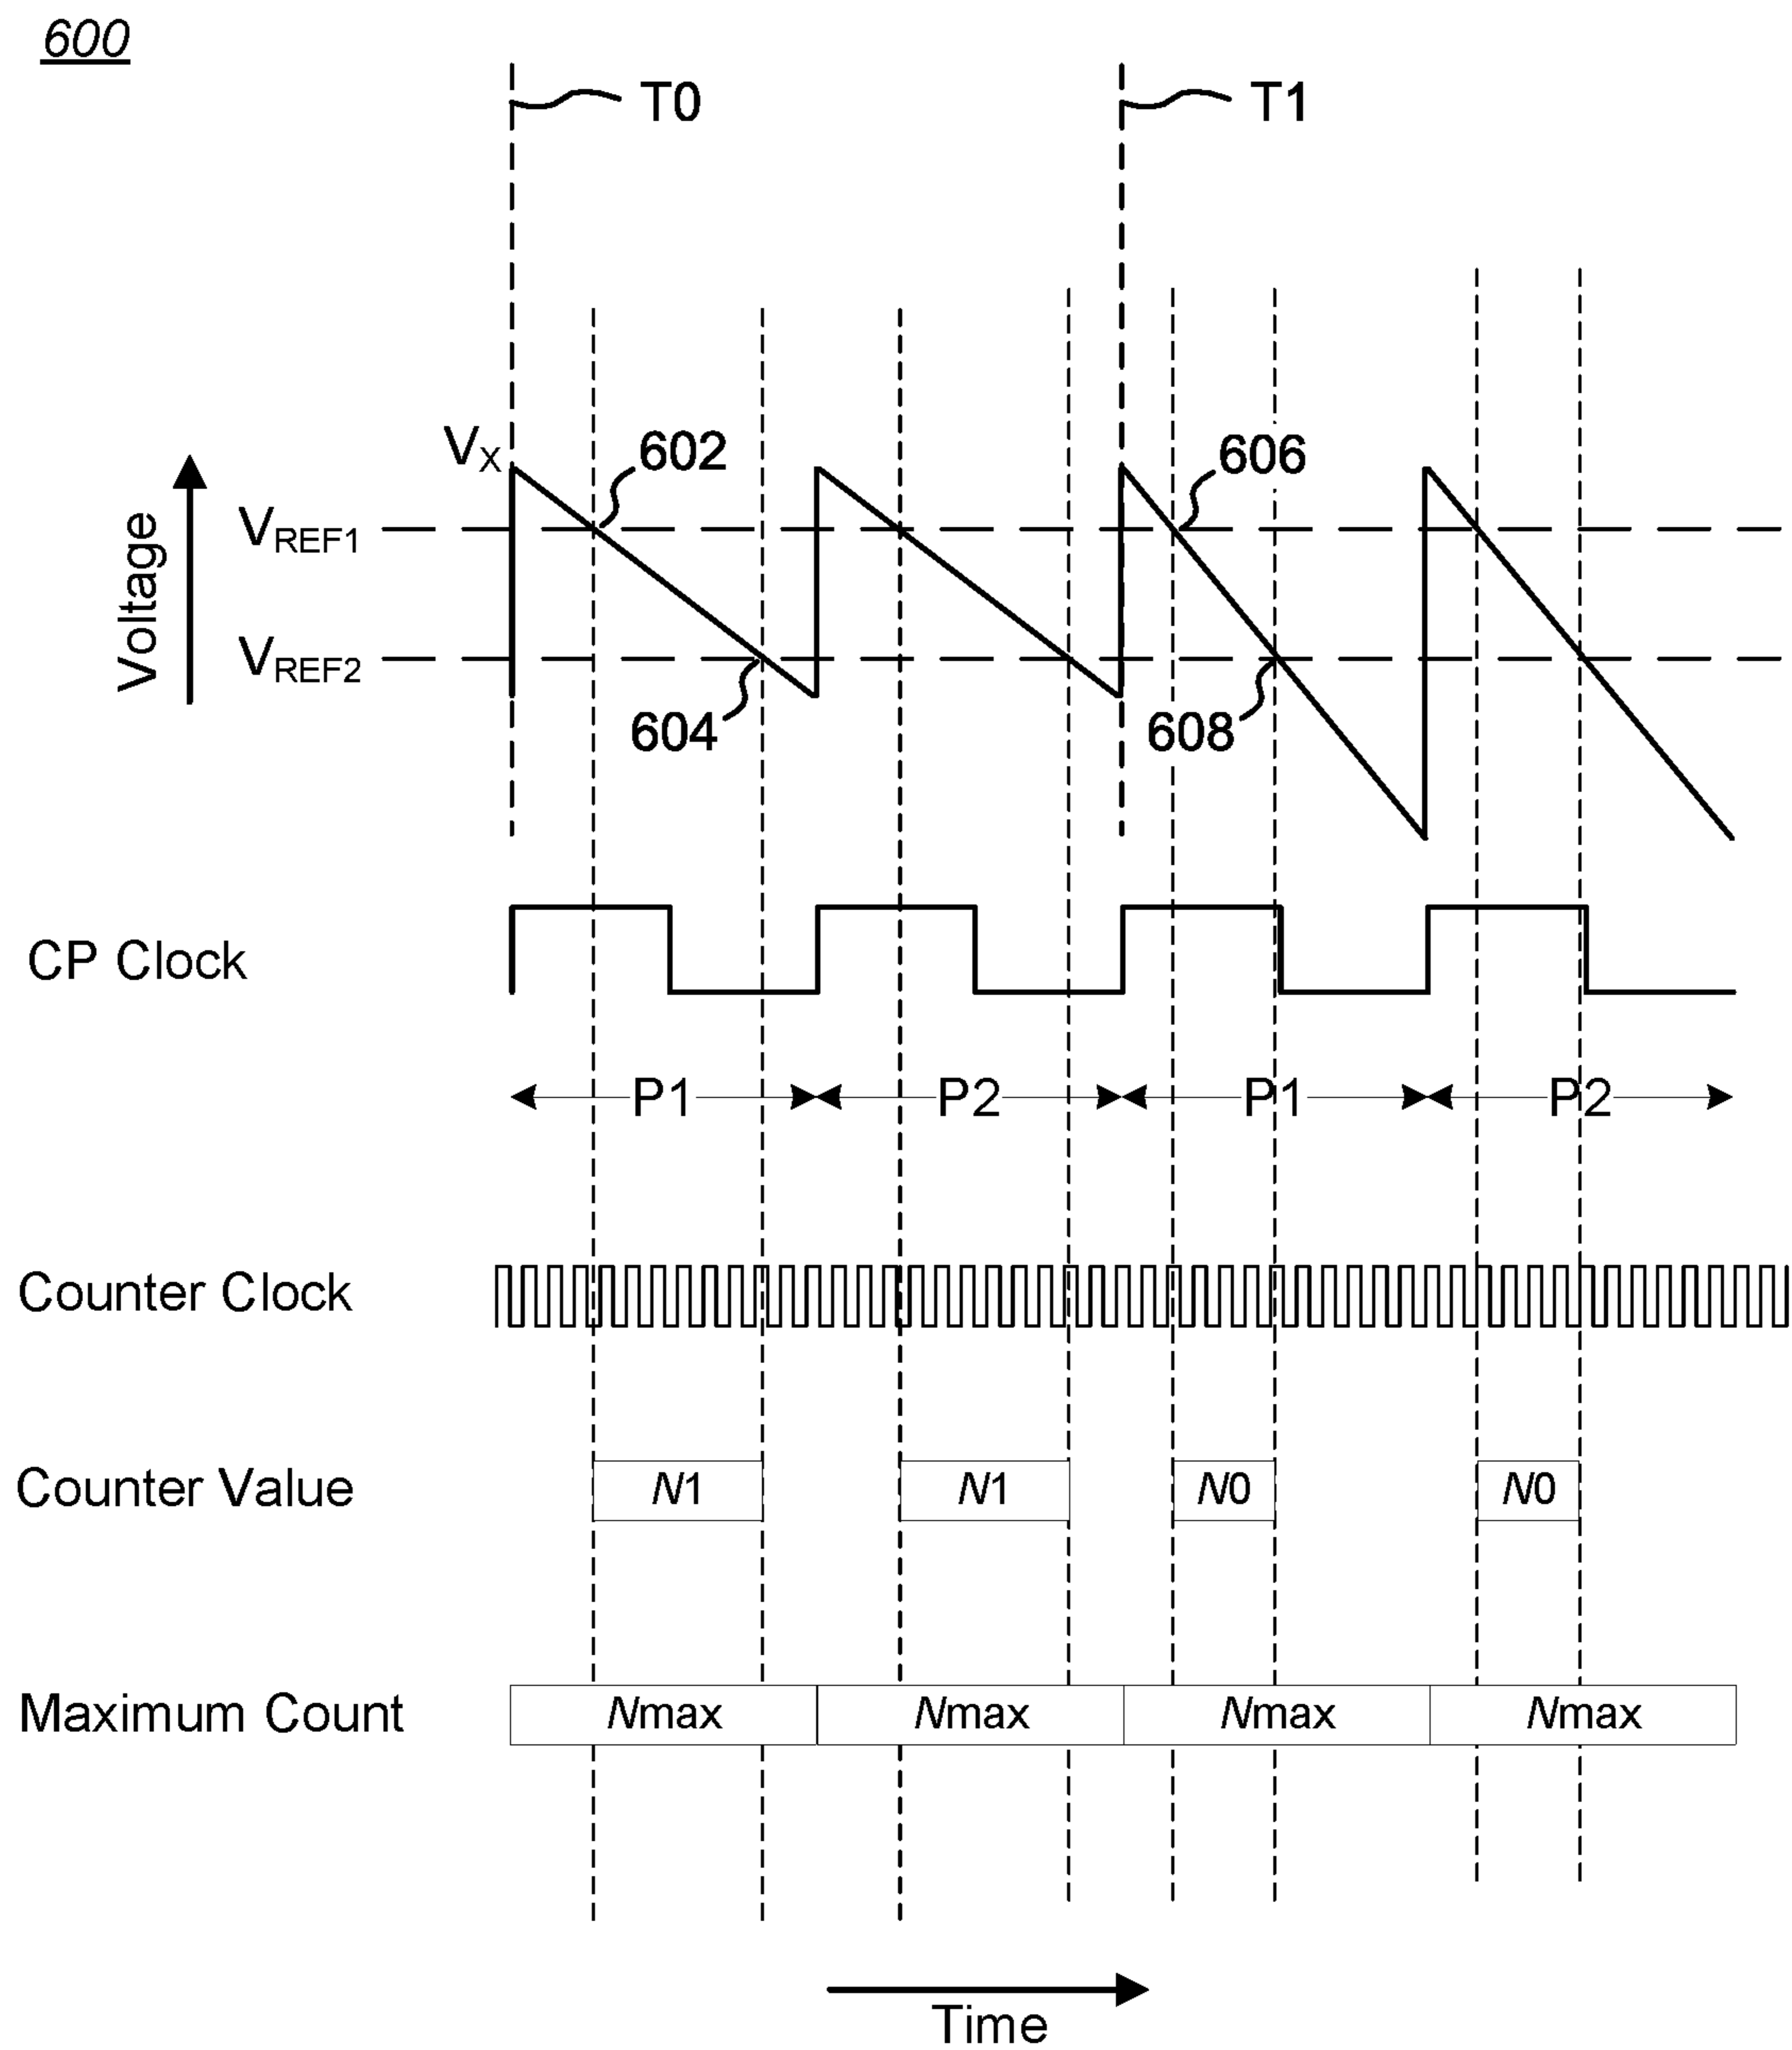 600
T0 T1
VX 602 606
VREF1
Voltage
VREF2
604 608
CP Clock
P1 P2 P1 P2
Counter Clock
Counter Value N1 N1 N0 N0
Maximum Count Nmax Nmax Nmax Nmax
Time